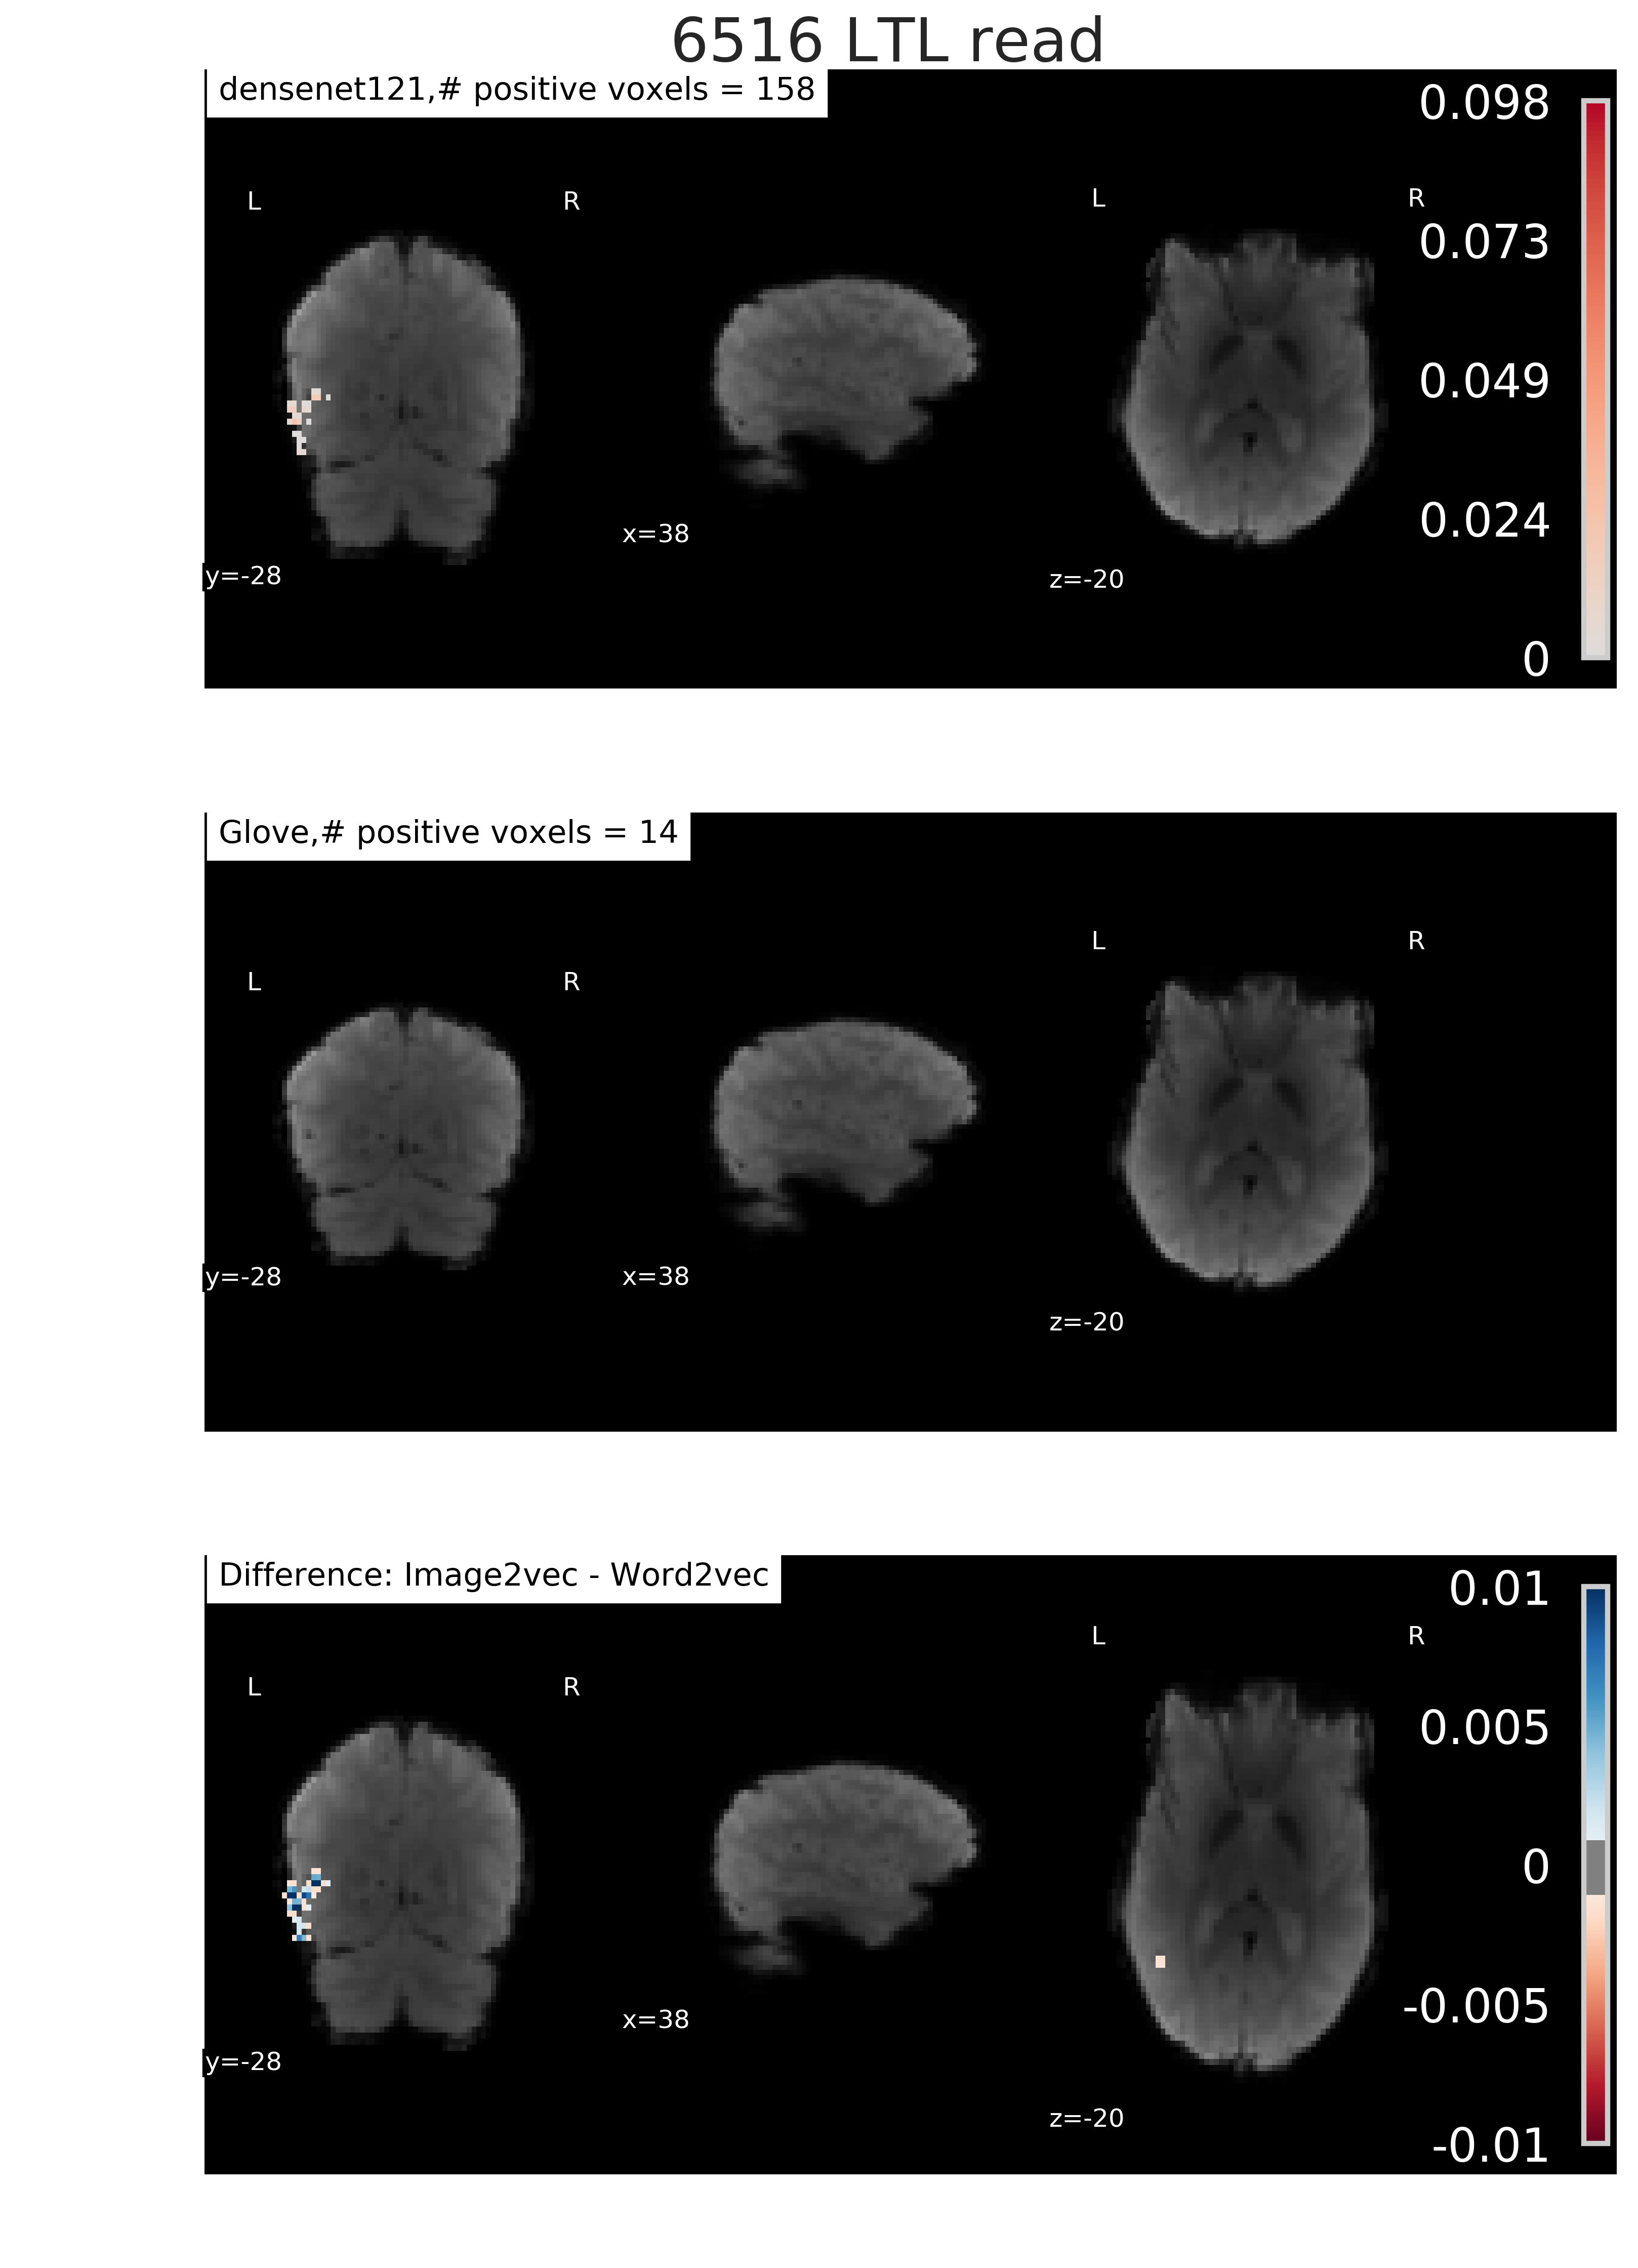 6516 LTL read
densenet121,# positive voxels = 158
0.098
L R L R
0.073
0.049
0.024
x=38
y=-28
z=-20
0
Glove,# positive voxels = 14
L R
L R
y=-28
x=38
z=-20
Difference: Image2vec - Word2vec
0.01
L R
L R
0.005
0
-0.005
x=38
y=-28
z=-20
-0.01